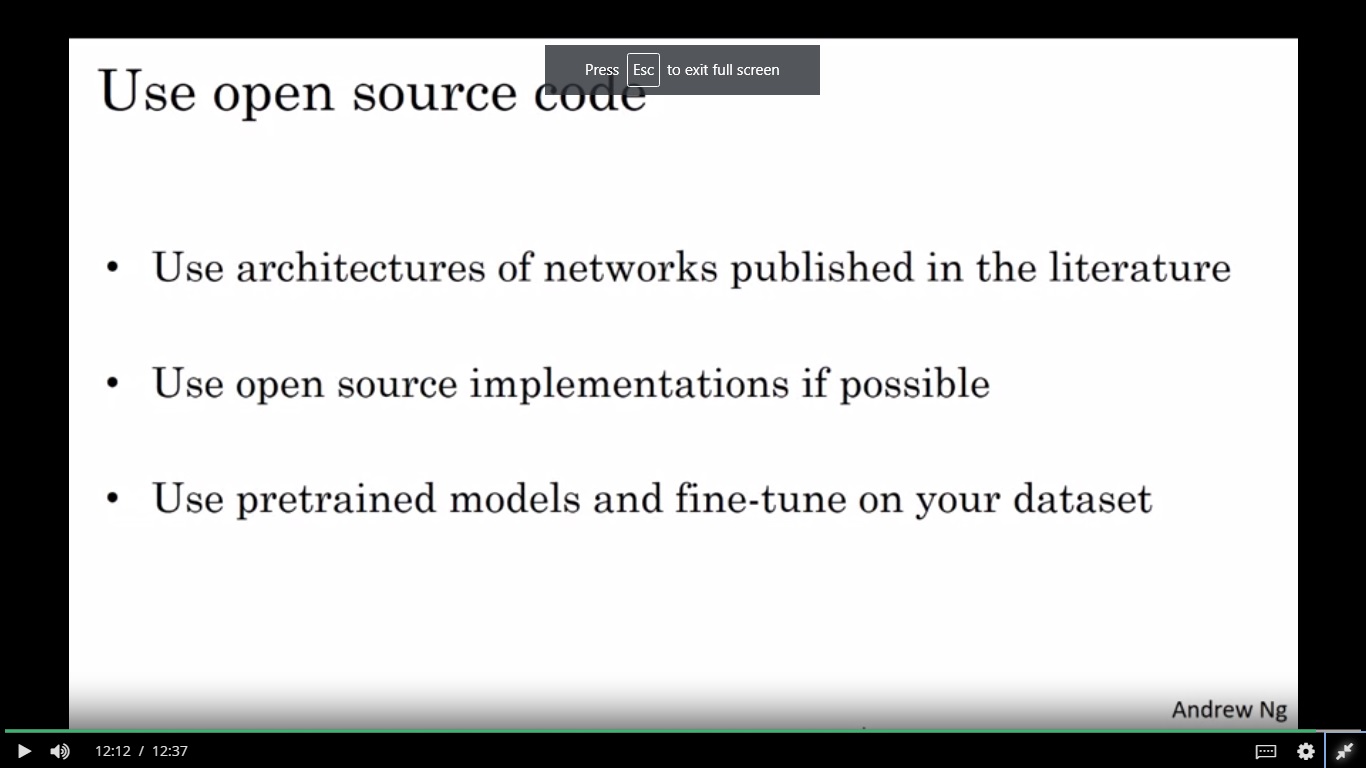 Press Esc to exit full screen
Use open source code
• Use architectures of networks published in the literature
• Use open source implementations if possible
• Use pretrained models and fine-tune on your dataset
Andrew Ng
12:12 / 12:37